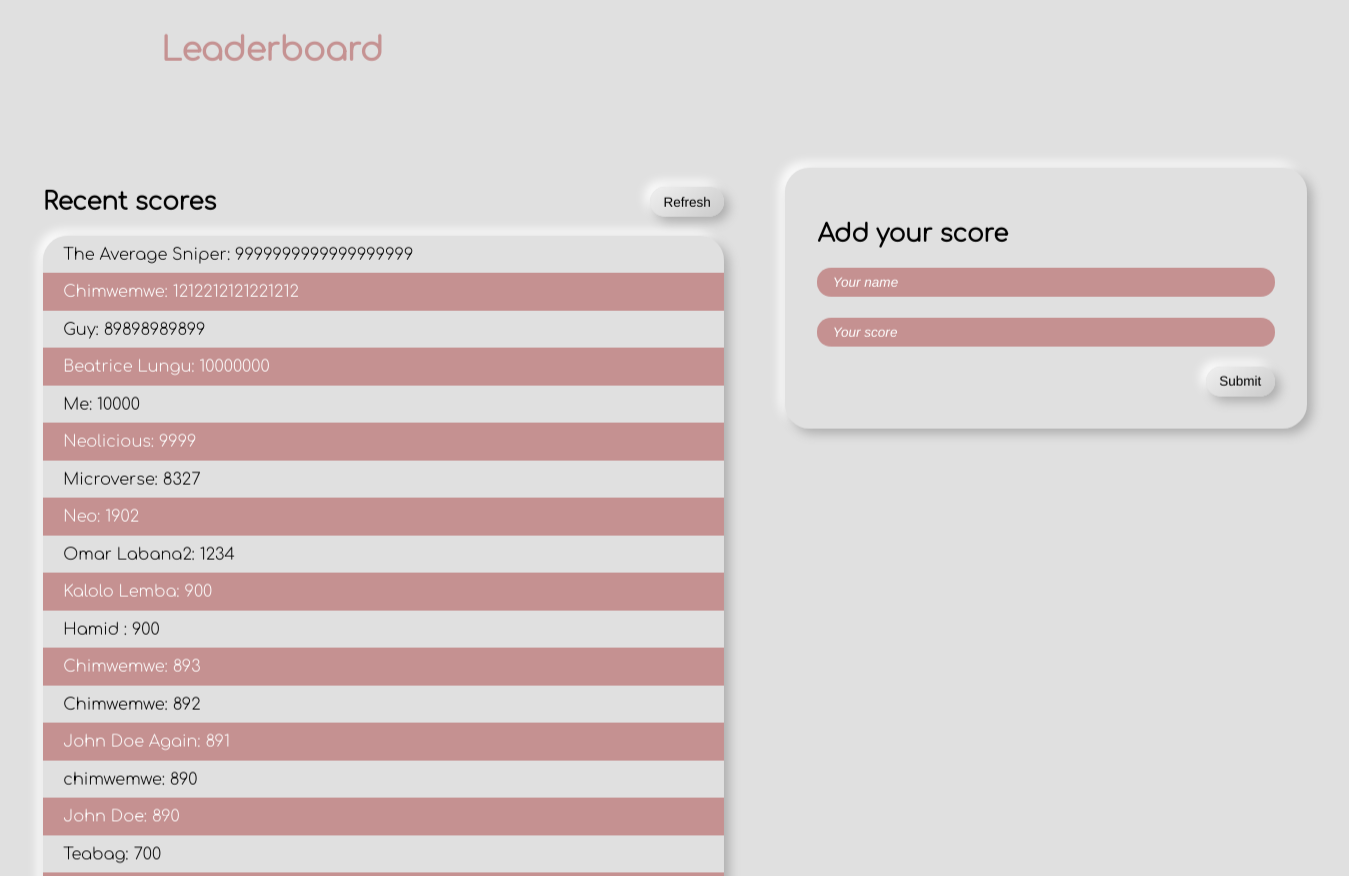 Leaderboard
Recent scores
Refresh
The Average Sniper: 9999999999999999999
Chimwemwe: 1212212121221212
Guy: 89898989899
Beatrice Lungu: 10000000
Me: 10000
Neolicious: 9999
Microverse: 8327
Neo: 1902
Omar Labana2: 1234
Kalolo Lemba: 900
Hamid : 900
Chimwemwe: 893
Chimwemwe: 892
John Doe Again: 891
chimwemwe: 890
John Doe: 890
Teabag: 700
Add your score
Your name
Your score
Submit